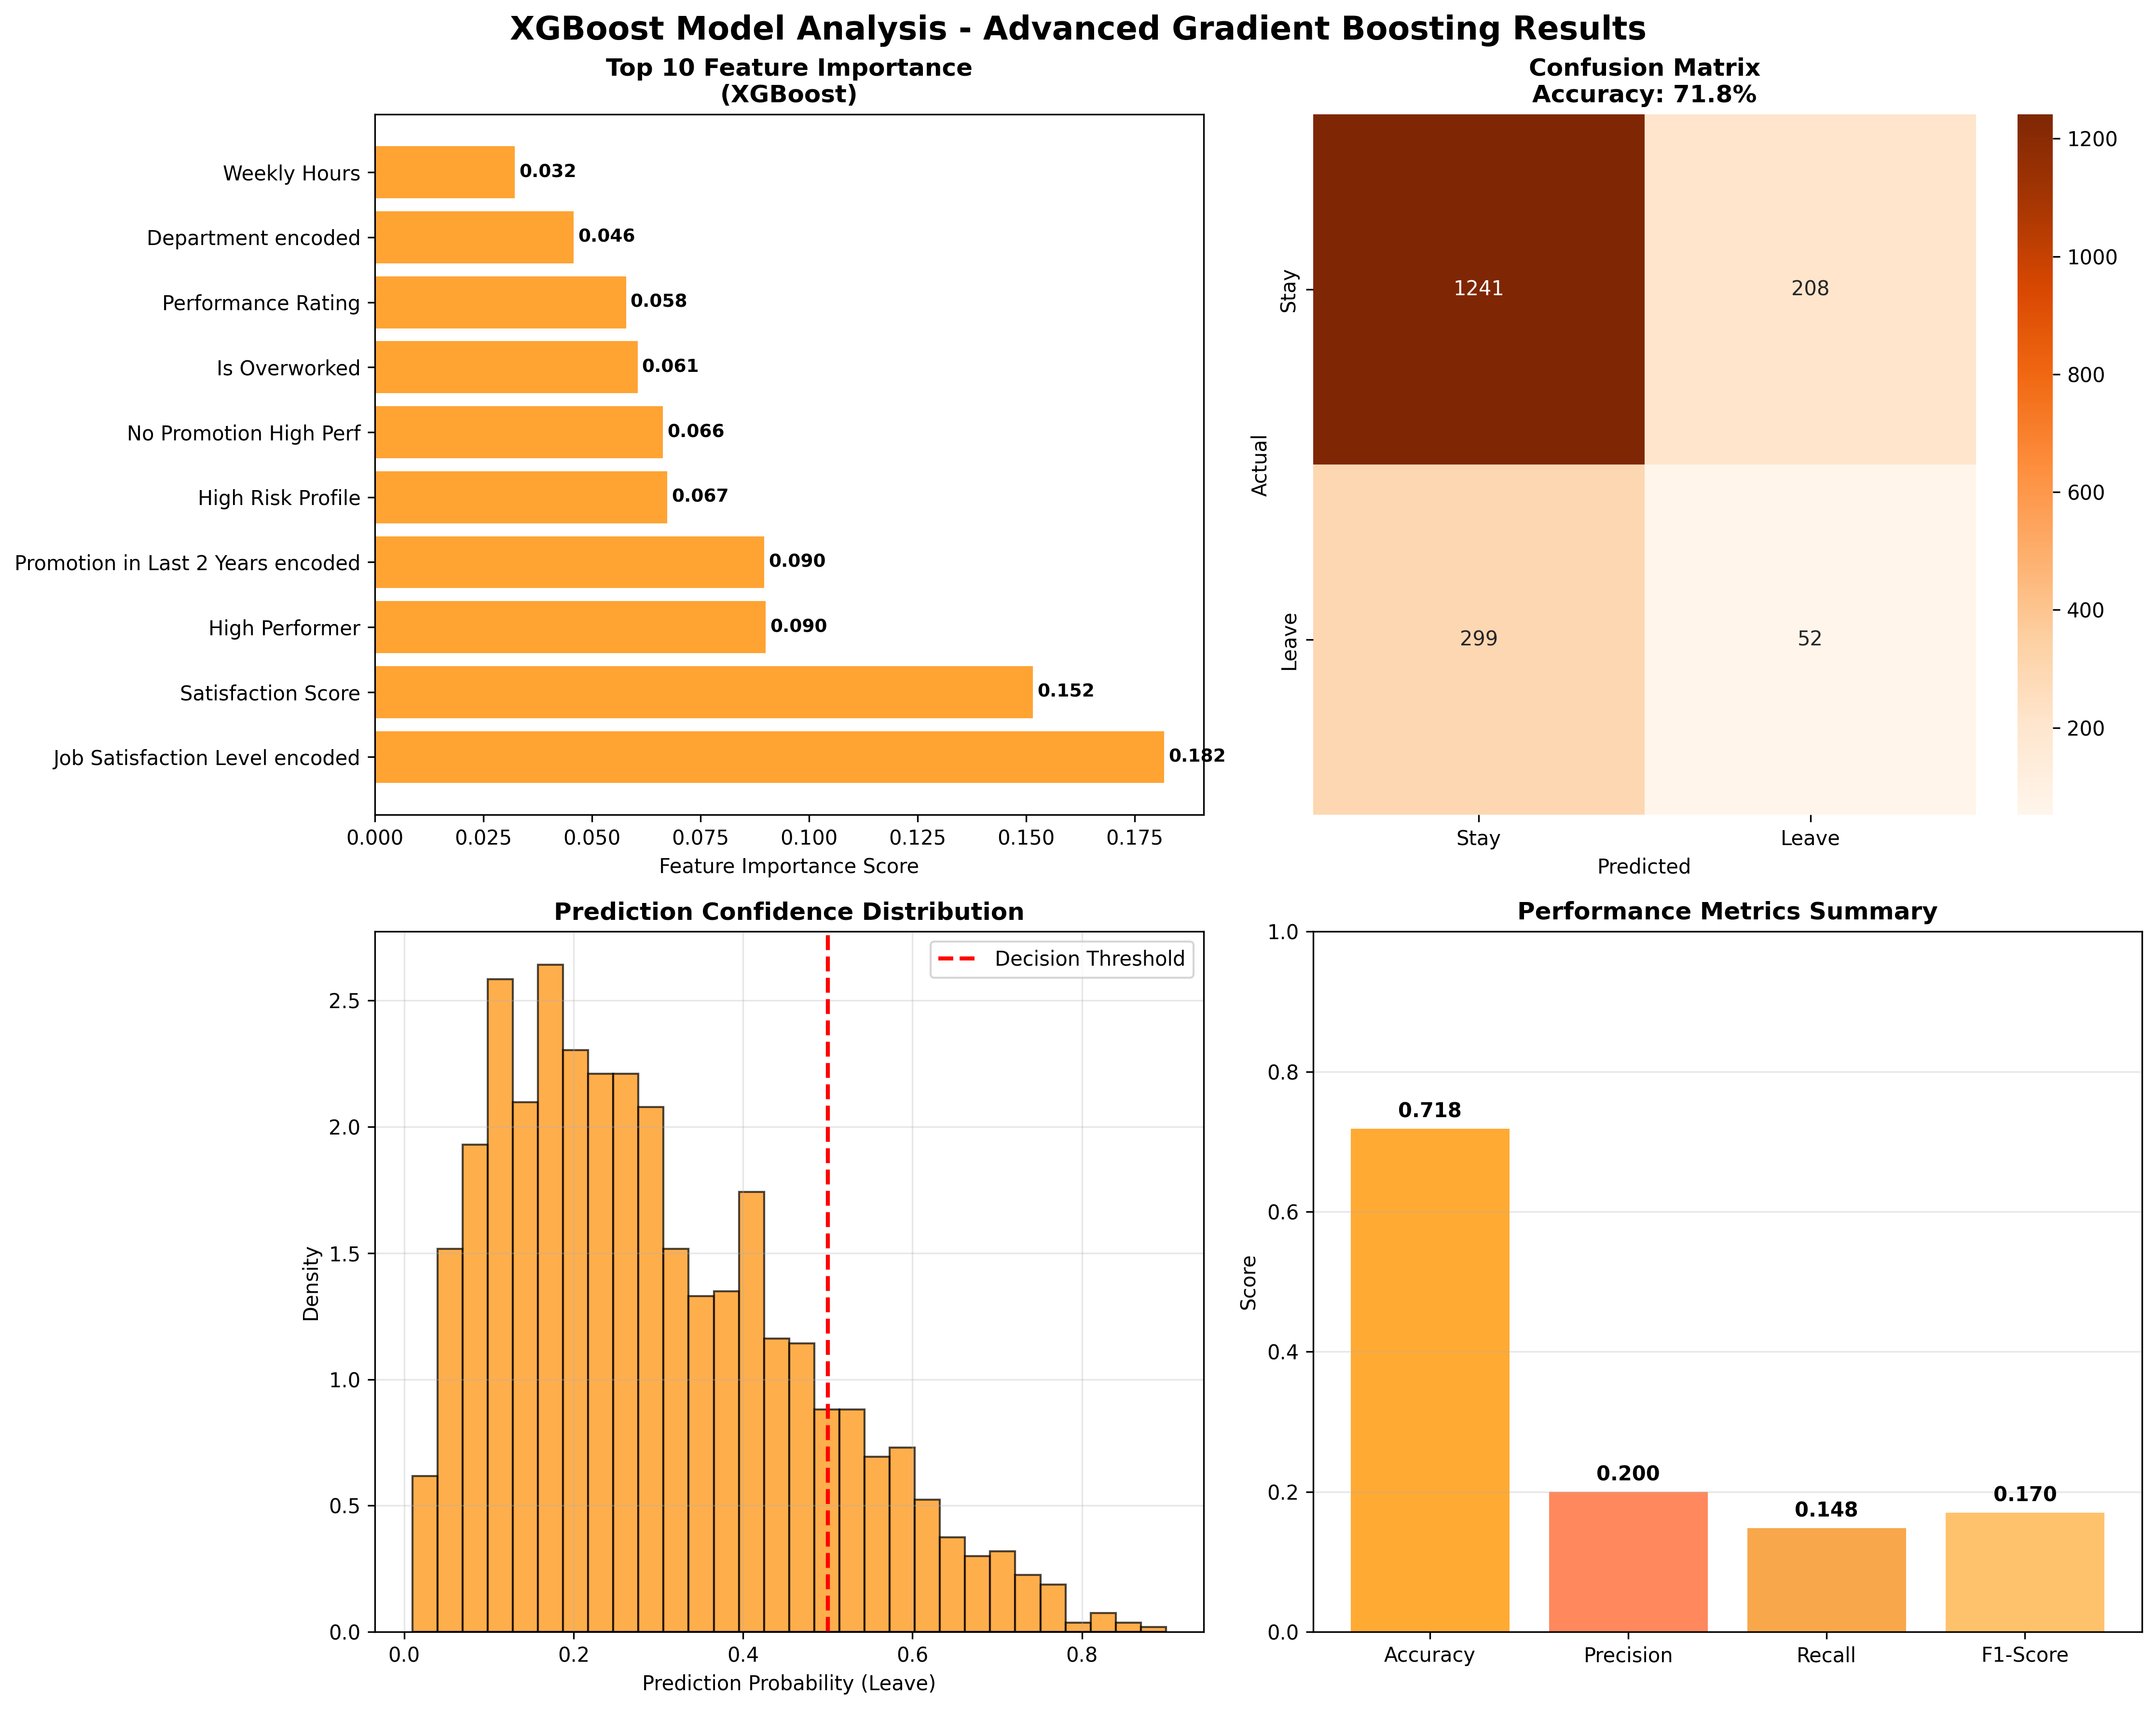 XGBoost Model Analysis - Advanced Gradient Boosting Results
Top 10 Feature Importance
(XGBoost)
Weekly Hours
0.032
Department encoded
0.046
Performance Rating
0.058
Is Overworked
0.061
No Promotion High Perf
0.066
High Risk Profile
0.067
Promotion in Last 2 Years encoded
0.090
High Performer
0.090
Satisfaction Score
0.152
Job Satisfaction Level encoded
0.182
0.000 0.025 0.050 0.075 0.100 0.125 0.150 0.175
Feature Importance Score
Confusion Matrix
Accuracy: 71.8%
Actual
Stay
1241 208
Leave
299 52
Stay Leave
Predicted
1200
1000
800
600
400
200
Prediction Confidence Distribution
Decision Threshold
Density
2.5
2.0
1.5
1.0
0.5
0.0
0.0 0.2 0.4 0.6 0.8
Prediction Probability (Leave)
Performance Metrics Summary
Score
1.0
0.8
0.6
0.4
0.2
0.0
0.718
0.200
0.148
0.170
Accuracy Precision Recall F1-Score